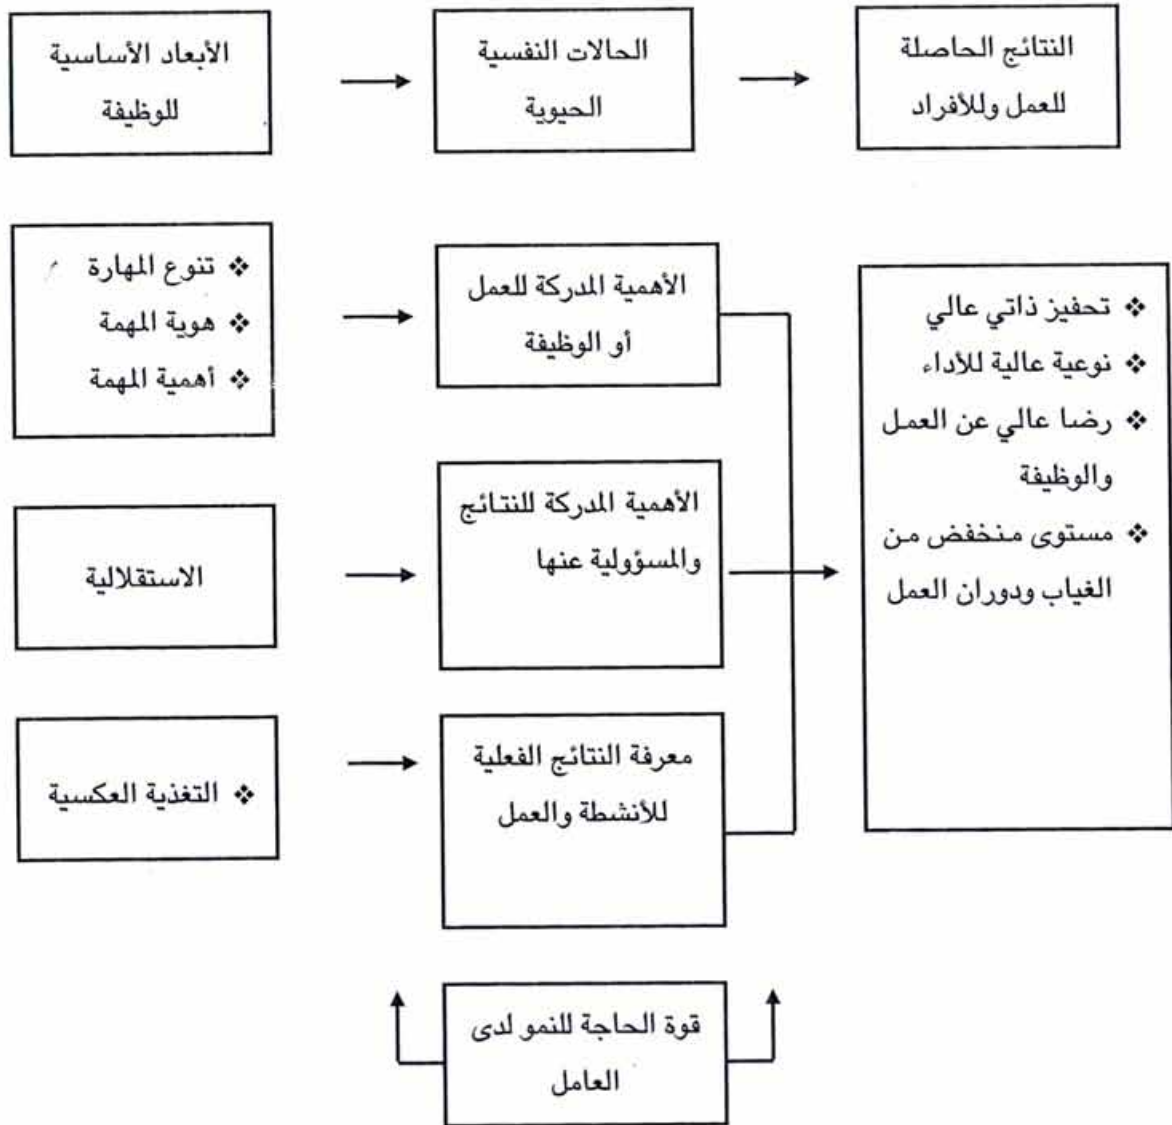 الأبعاد الأساسية
للوظيفة
الحالات النفسية
الحيوية
النتائج الحاصلة
للعمل وللأفراد
❖ تنوع المهارة
❖ هوية المهمة
❖ أهمية المهمة
الأهمية المدركة للعمل
أو الوظيفة
❖ تحفيز ذاتي عالي
❖ نوعية عالية للأداء
❖ رضا عالي عن العمل
والوظيفة
❖ مستوى منخفض من
الغياب ودوران العمل
الاستقلالية
الأهمية المدركة للنتائج
والمسؤولية عنها
❖ التغذية العكسية
معرفة النتائج الفعلية
للأنشطة والعمل
قوة الحاجة للنمو لدى
العامل